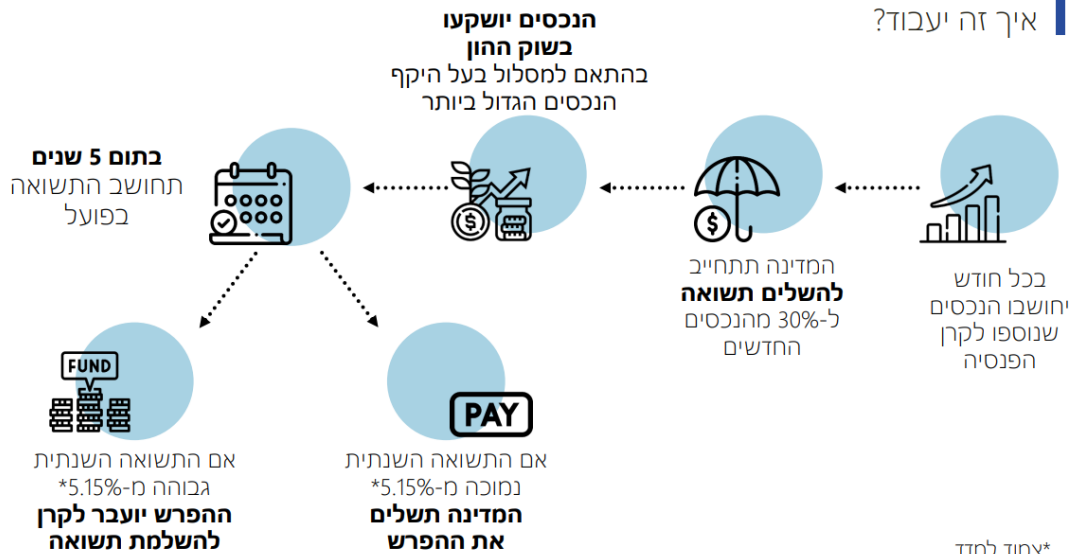 איך זה יעבוד?
בכל חודש
יחושבו הנכסים
שנוספו לקרן
הפנסיה
המדינה תתחייב
להשלים תשואה
ל-30% מהנכסים
החדשים
הנכסים יושקעו
בשוק ההון
בהתאם למסלול בעל היקף
הנכסים הגדול ביותר
בתום 5 שנים
תחושב התשואה
בפועל
PAY
אם התשואה השנתית
נמוכה מ-5.15%*
המדינה תשלים
את ההפרש
FUND
אם התשואה השנתית
גבוהה מ-5.15%*
ההפרש יועבר לקרן
להשלמת תשואה
*צמוד למדד